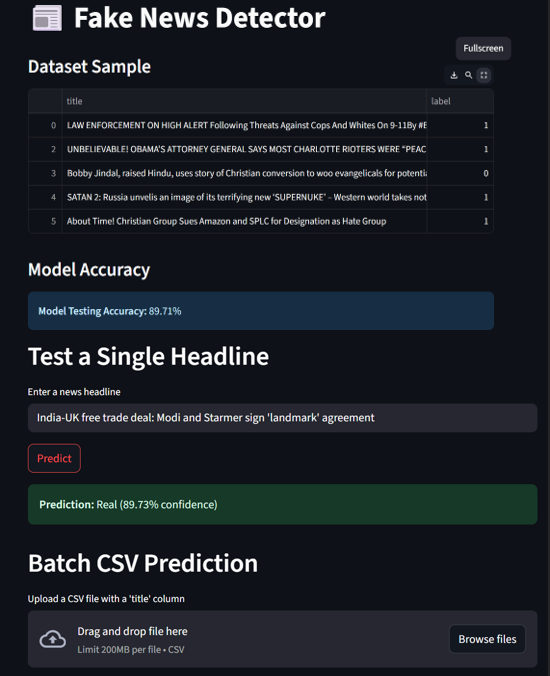 Fake News Detector
Fullscreen
Dataset Sample
title label
0 LAW ENFORCEMENT ON HIGH ALERT Following Threats Against Cops And Whites On 9-11By #B
2 UNBELIEVABLE! OBAMA'S ATTORNEY GENERAL SAYS MOST CHARLOTTE RIOTERS WERE "PEAC
1
1
3 Bobby Jindal, raised Hindu, uses story of Christian conversion to woo evangelicals for potentia 0
4 SATAN 2: Russia unvelis an image of its terrifying new 'SUPERNUKE' – Western world takes not 1
5 About Time! Christian Group Sues Amazon and SPLC for Designation as Hate Group 1
Model Accuracy
Model Testing Accuracy: 89.71%
Test a Single Headline
Enter a news headline
India-UK free trade deal: Modi and Starmer sign 'landmark' agreement
Predict
Prediction: Real (89.73% confidence)
Batch CSV Prediction
Upload a CSV file with a 'title' column
Drag and drop file here
Limit 200MB per file • CSV
Browse files